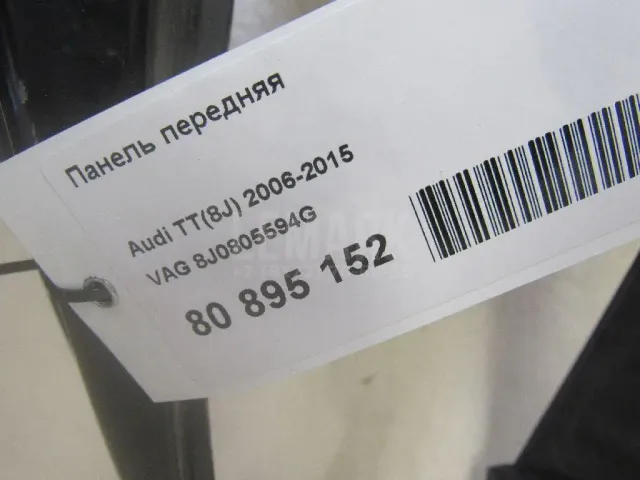 Панель передняя
Audi TT(8J) 2006-2015
VAG 8J0805594G
80 895 152